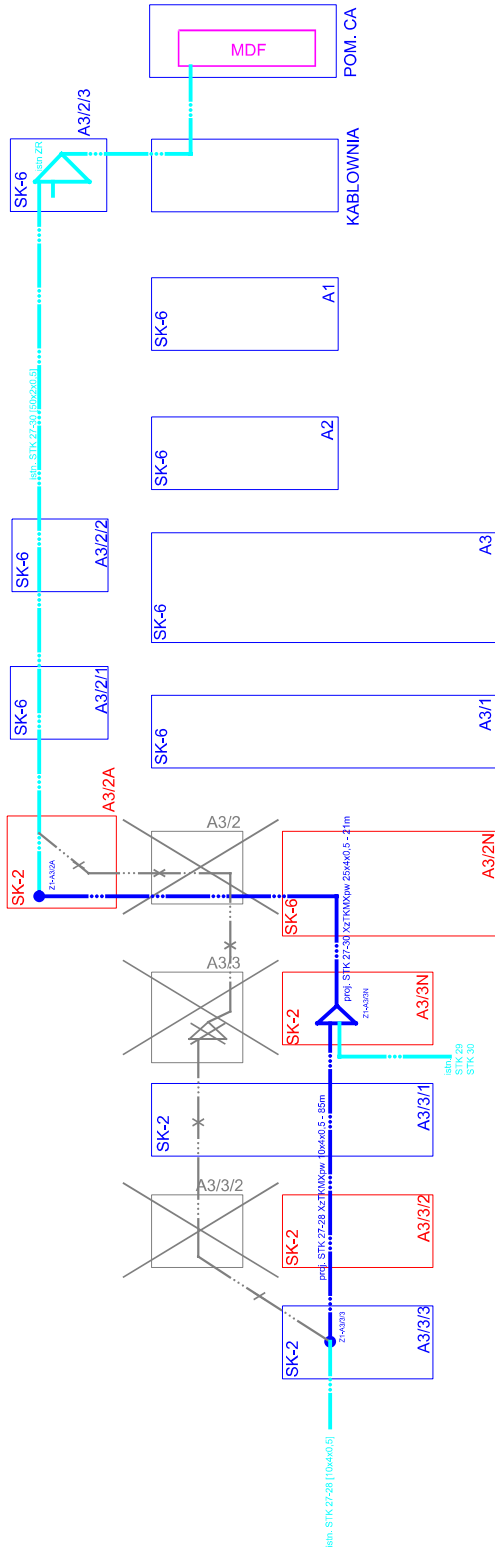 MDF
POM. CA
SK-6
istn ZR
A3/2/3
KABLOWNIA
SK-6
A1
istn. STK 27-30 [50x2x0,5]
SK-6
A2
SK-6
A3/2/2
SK-6
A3
SK-2
A3/2/1
SK-6
A3/1
SK-2
Z1-A3/2A
A3/2A
A3/2
SK-6
proj. STK 27-30 XzTKMXpw 25x4x0,5 - 21m
A3/2N
A3/3
SK-2
Z1-A3/3N
A3/3N
istn.
STK 29
STK 30
SK-2
A3/3/1
proj. STK 27-28 XzTKMXpw 10x4x0,5 - 85m
A3/3/2
SK-2
A3/3/2
SK-2
Z1-A3/3/3
A3/3/3
istn. STK 27-28 [10x4x0,5]